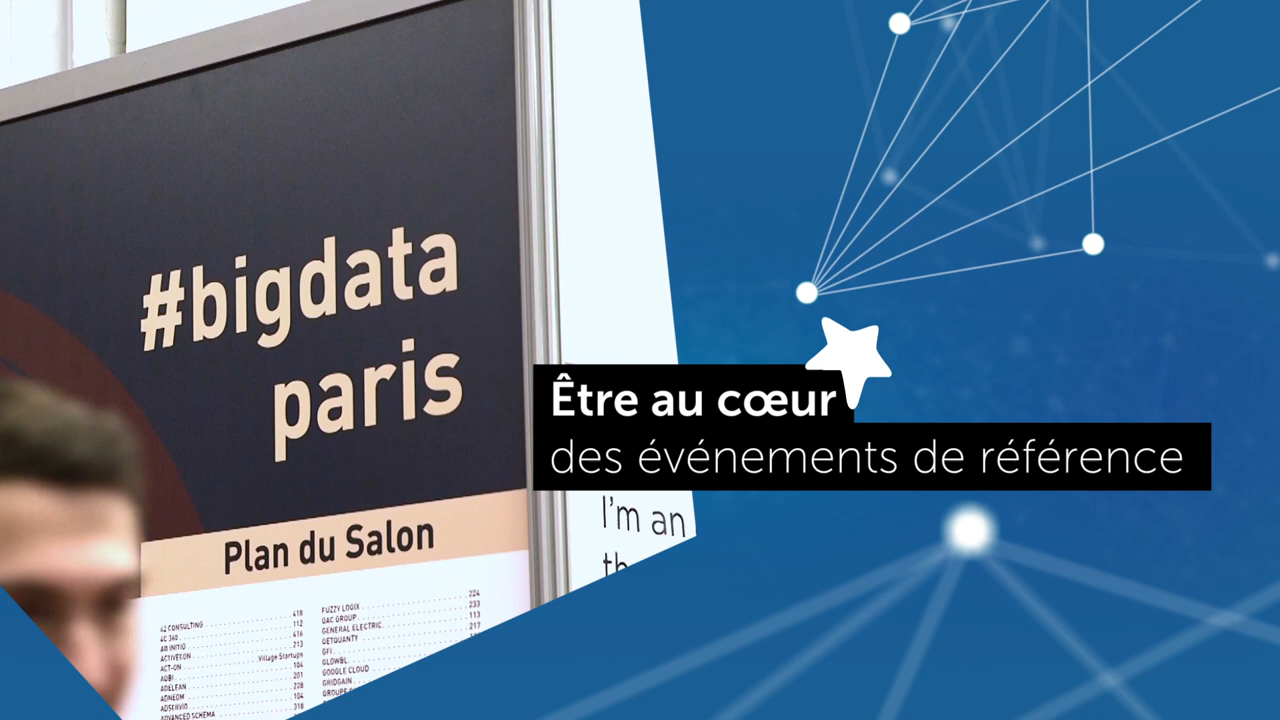 #bigdata
paris
Être au cœur
des événements de référence
I'm an
Plan du Salon
42 CONSULTING 418
4C 360 112
AB INITIO 416
ACTIVEEON 213
ACT-ON Village Startups
ADBI 104
ADELEAN 201
ADNEOM 228
ADSERVIO 104
ADVANCED SCHEMA 318
FUZZY LOGIX 224
GAC GROUP 233
GENERAL ELECTRIC 113
GETQUANTY 217
GFI
GLOWBL
GOOGLE CLOUD
GRIDGAIN